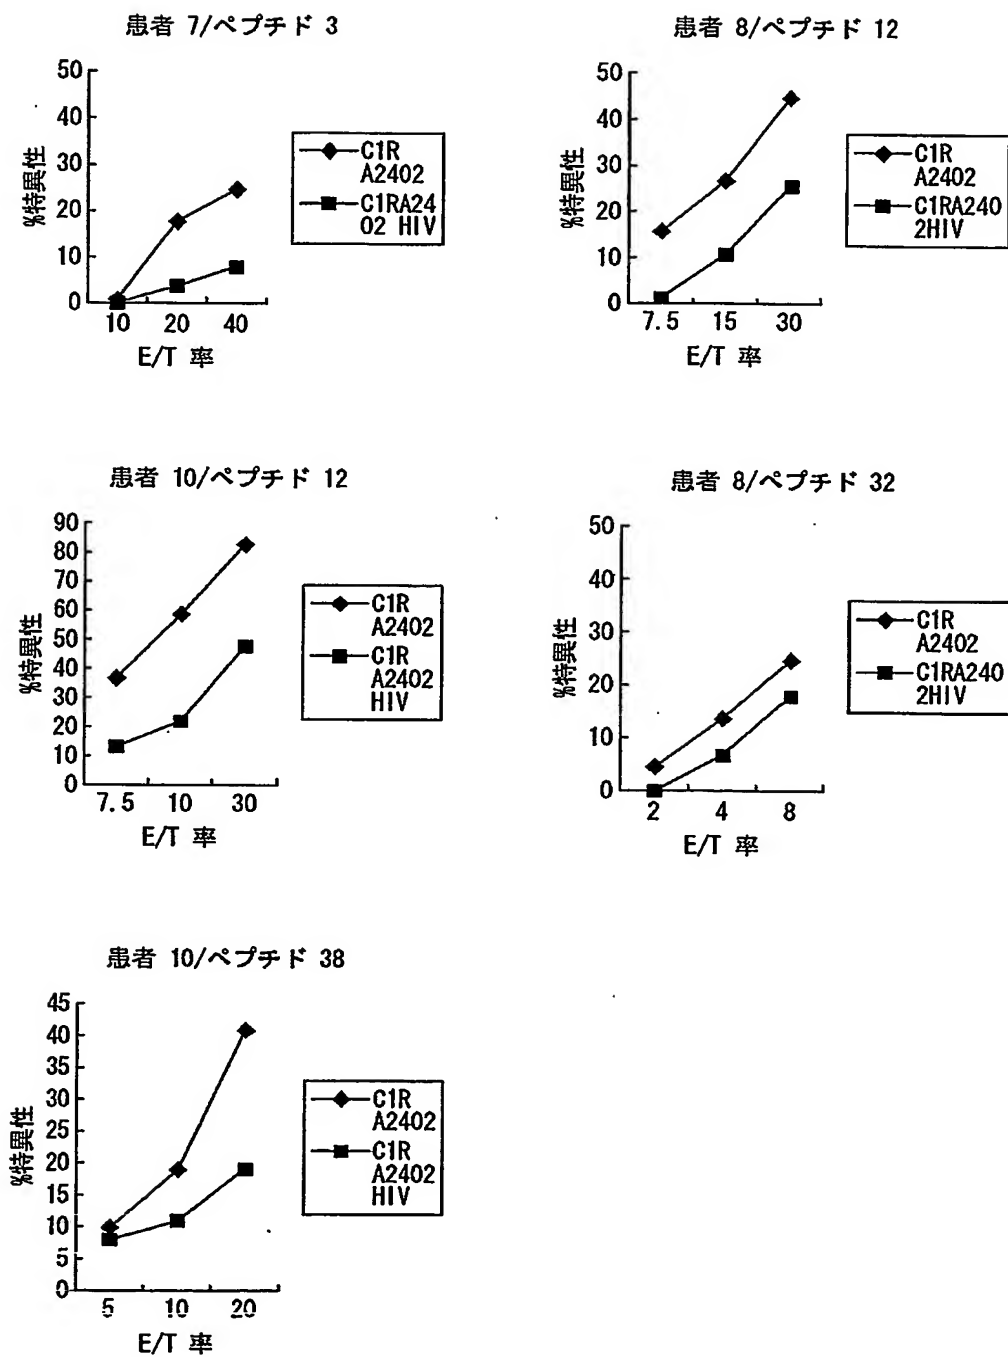 患者 7/ペプチド 3
50
40
30
20
10
0
%特異性
10 20 40
E/T 率
C1R
A2402
C1RA24
02 HIV
患者 8/ペプチド 12
50
40
30
20
10
0
%特異性
7.5 15 30
E/T 率
C1R
A2402
C1RA240
2HIV
患者 10/ペプチド 12
90
80
70
60
50
40
30
20
10
0
%特異性
7.5 10 30
E/T 率
C1R
A2402
C1R
A2402
HIV
患者 8/ペプチド 32
50
40
30
20
10
0
%特異性
2 4 8
E/T 率
C1R
A2402
C1RA240
2HIV
患者 10/ペプチド 38
45
40
35
30
25
20
15
10
5
0
%特異性
5 10 20
E/T 率
C1R
A2402
C1R
A2402
HIV